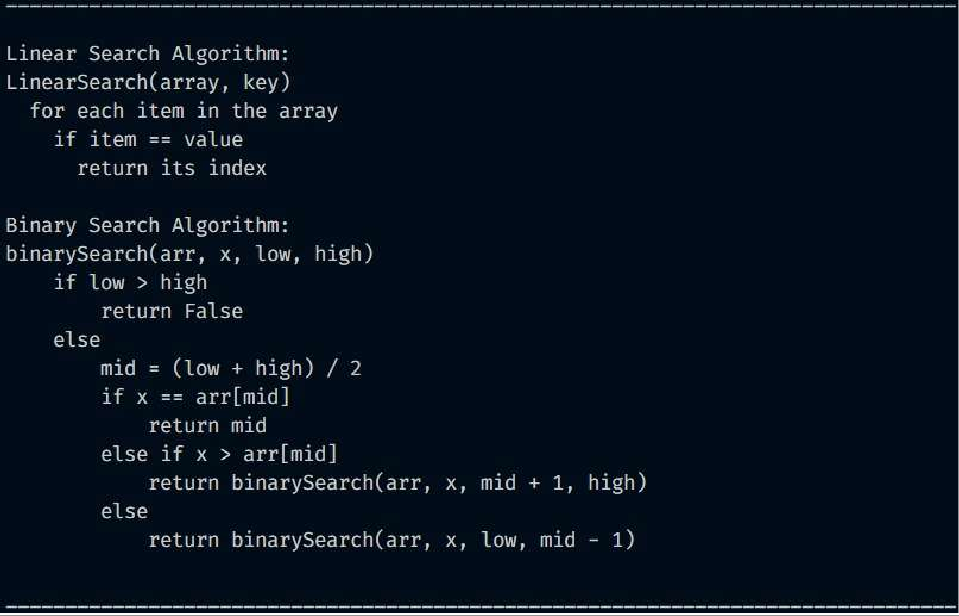 Linear Search Algorithm:
LinearSearch(array, key)
  for each item in the array
    if item == value
      return its index

Binary Search Algorithm:
binarySearch(arr, x, low, high)
    if low > high
        return False
    else
        mid = (low + high) / 2
        if x == arr[mid]
            return mid
        else if x > arr[mid]
            return binarySearch(arr, x, mid + 1, high)
        else
            return binarySearch(arr, x, low, mid - 1)